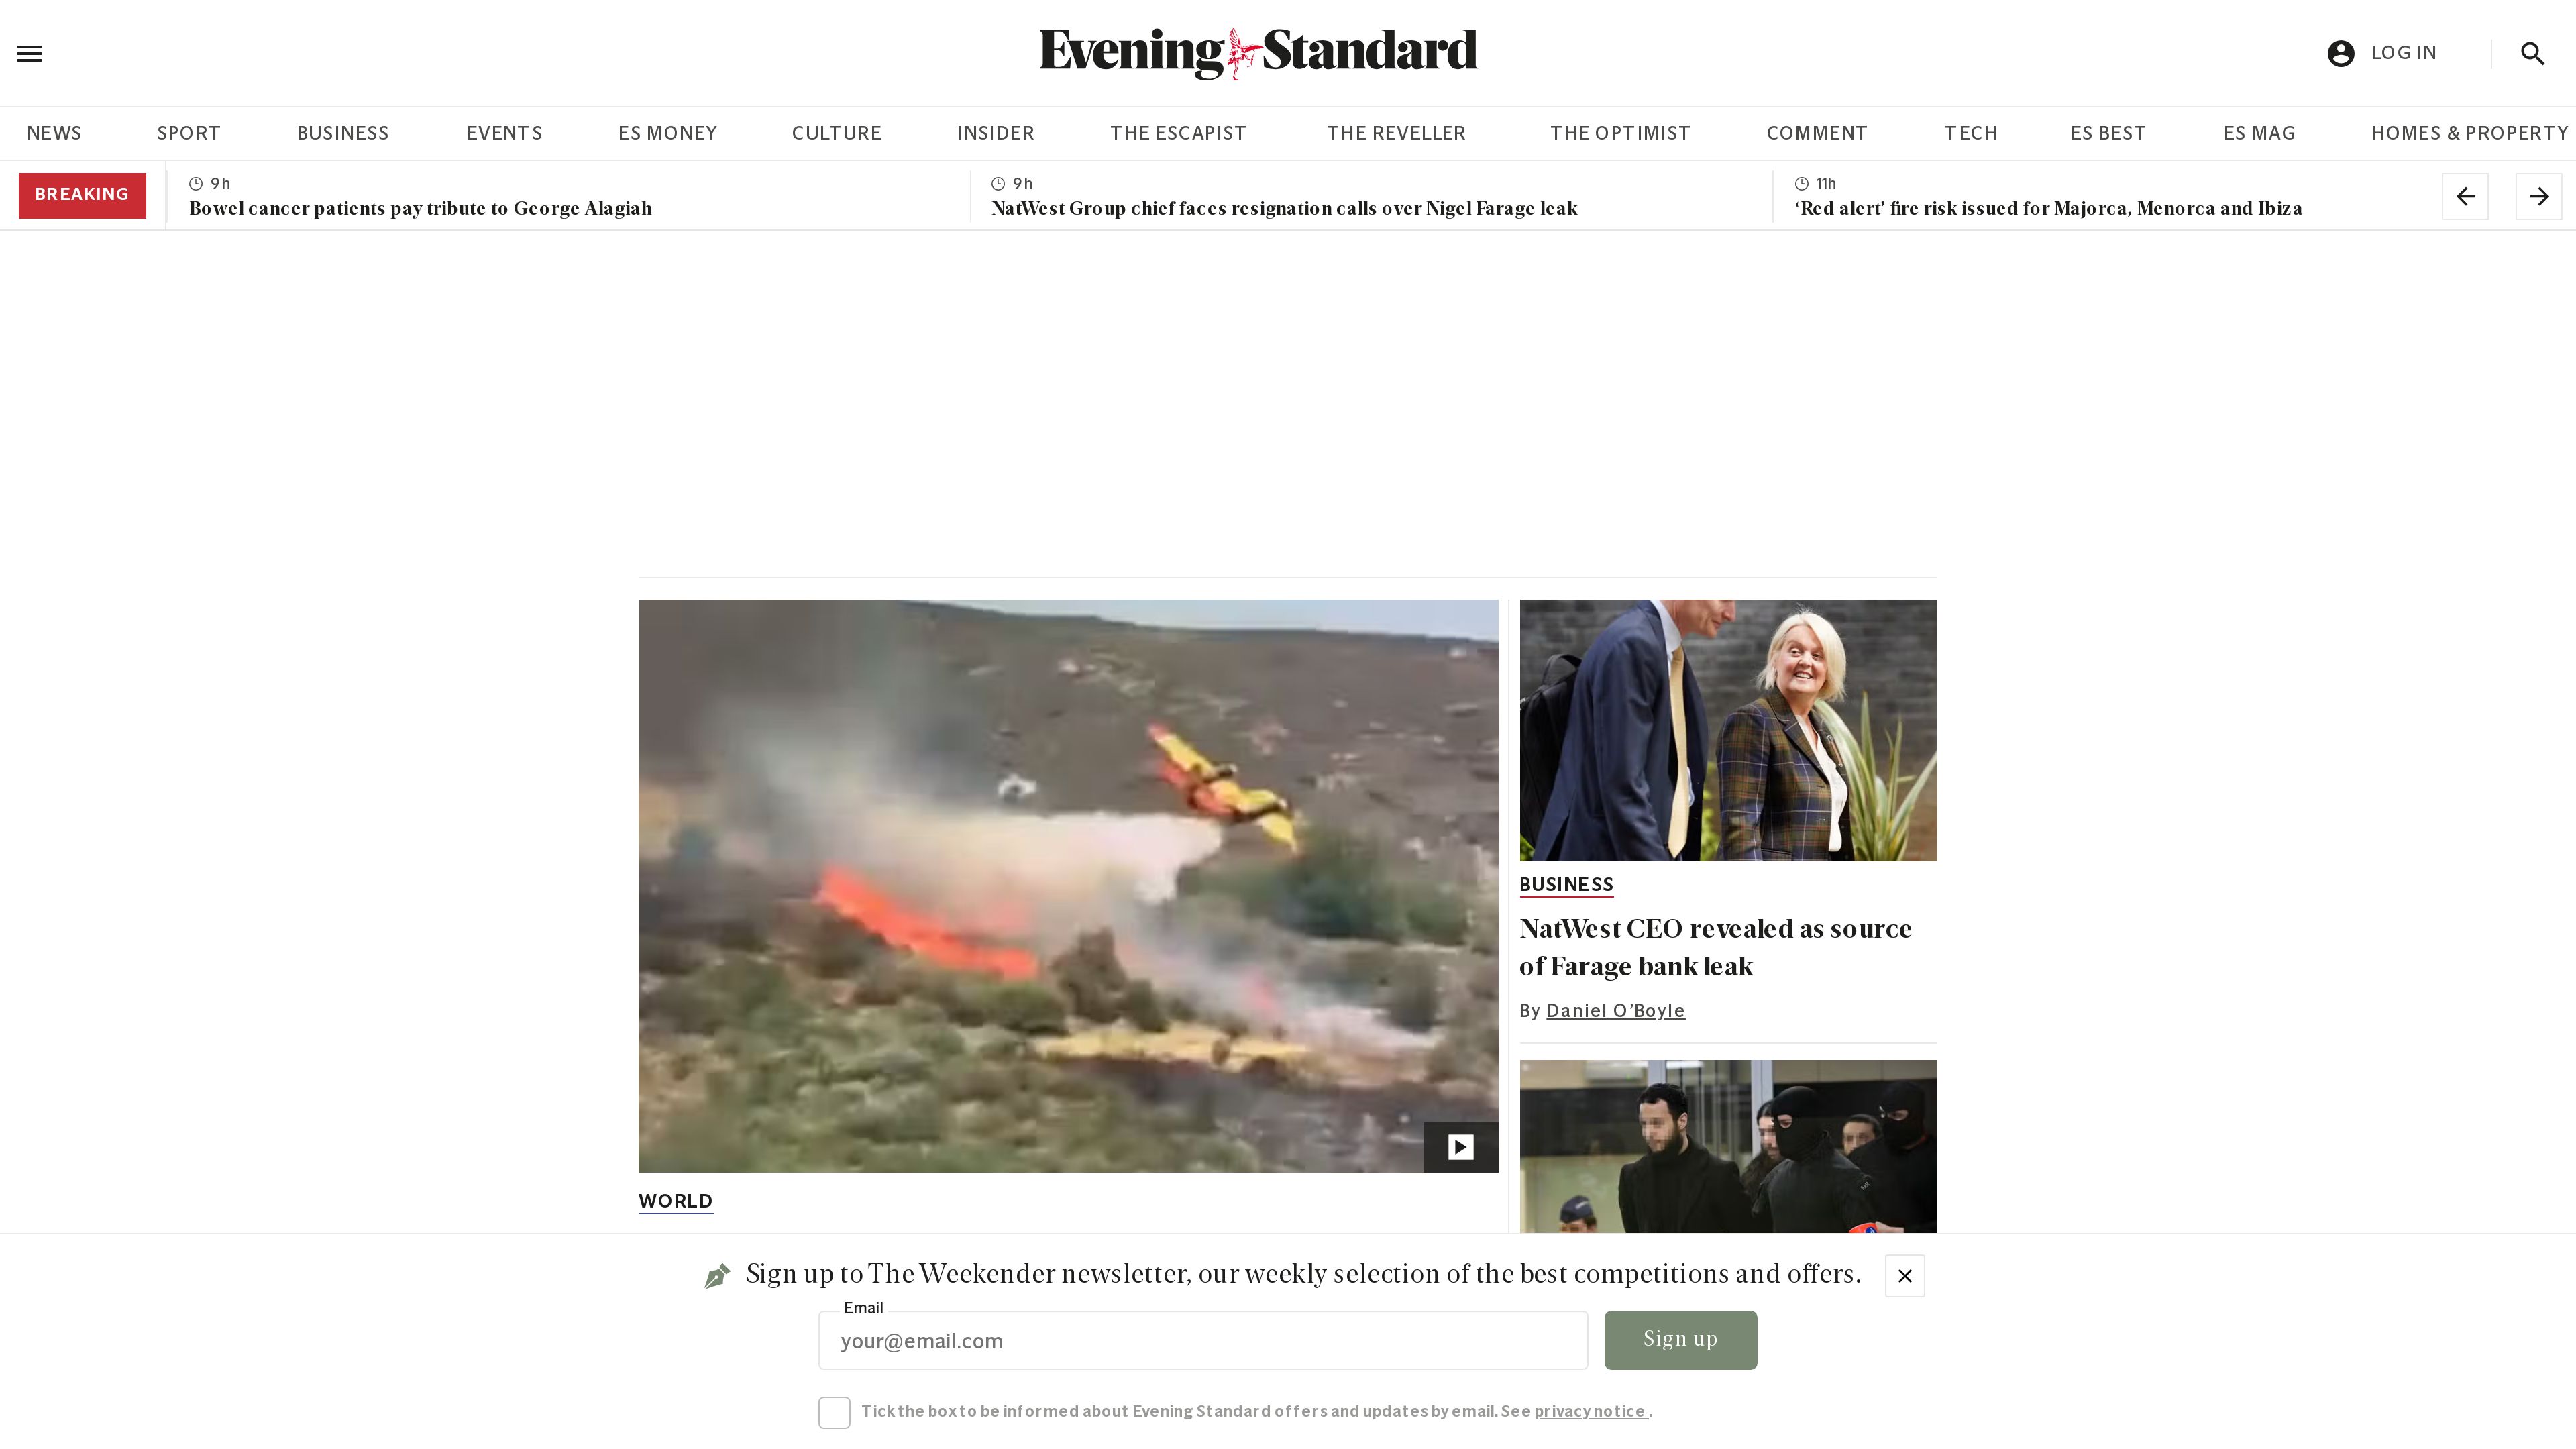 Evening Standard
LOG IN
NEWS SPORT BUSINESS EVENTS ES MONEY CULTURE INSIDER THE ESCAPIST THE REVELLER THE OPTIMIST COMMENT TECH ES BEST ES MAG HOMES & PROPERTY
BREAKING
9h
Bowel cancer patients pay tribute to George Alagiah
9h
NatWest Group chief faces resignation calls over Nigel Farage leak
11h
‘Red alert’ fire risk issued for Majorca, Menorca and Ibiza
WORLD
BUSINESS
NatWest CEO revealed as source
of Farage bank leak
By Daniel O’Boyle
Sign up to The Weekender newsletter, our weekly selection of the best competitions and offers.
Email
your@email.com
Sign up
Tick the box to be informed about Evening Standard offers and updates by email. See privacy notice .